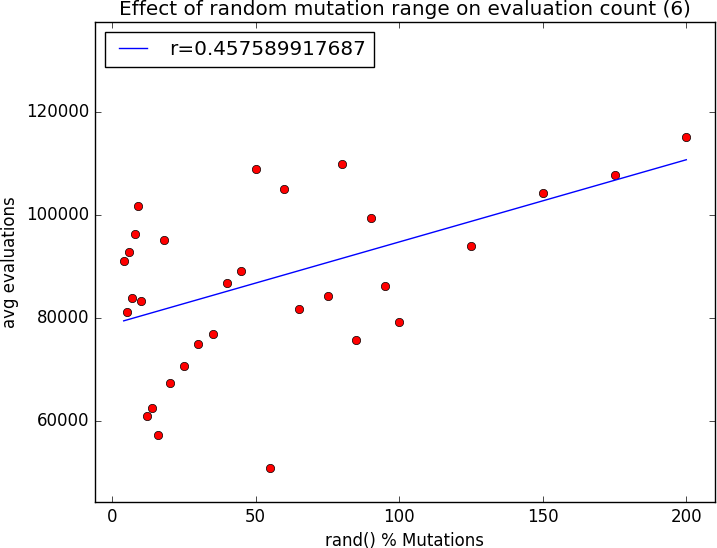 Effect of random mutation range on evaluation count (6)
r=0.457589917687
120000
100000
80000
60000
avg evaluations
0 50 100 150 200
rand() % Mutations